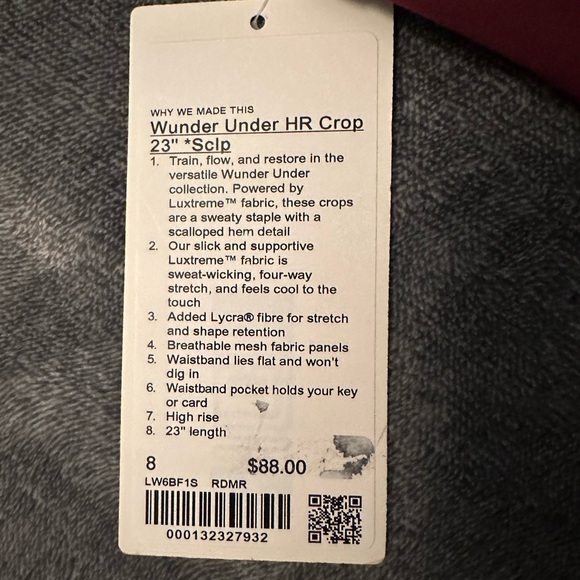 WHY WE MADE THIS
Wunder Under HR Crop
23" *Sclp
1. Train, flow, and restore in the
versatile Wunder Under
collection. Powered by
Luxtreme™ fabric, these crops
are a sweaty staple with a
scalloped hem detail
2. Our slick and supportive
Luxtreme™ fabric is
sweat-wicking, four-way
stretch, and feels cool to the
touch
3. Added Lycra® fibre for stretch
and shape retention
4. Breathable mesh fabric panels
5. Waistband lies flat and won't
dig in
6. Waistband pocket holds your key
or card
7. High rise
8. 23" length
8 $88.00
LW6BF1S RDMR
000132327932